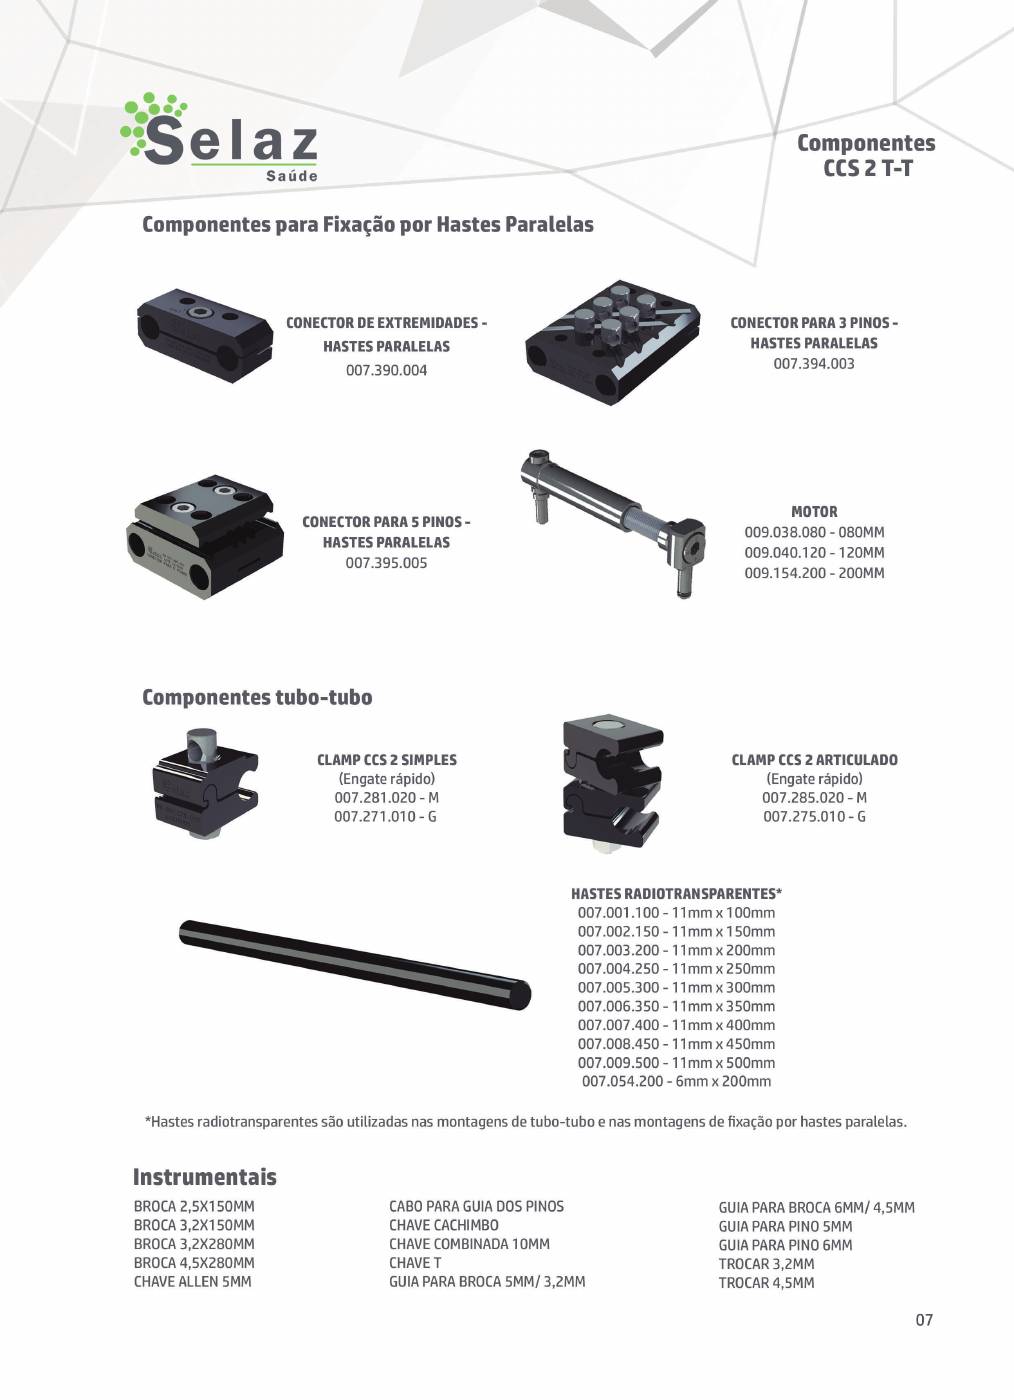 Selaz
Saúde
Componentes
CCS 2 T-T
Componentes para Fixação por Hastes Paralelas
CONECTOR DE EXTREMIDADES -
HASTES PARALELAS
007.390.004
CONECTOR PARA 3 PINOS -
HASTES PARALELAS
007.394.003
CONECTOR PARA 5 PINOS -
HASTES PARALELAS
007.395.005
MOTOR
009.038.080 - 080MM
009.040.120 - 120MM
009.154.200 - 200MM
Componentes tubo-tubo
CLAMP CCS 2 SIMPLES
(Engate rápido)
007.281.020 - M
007.271.010 - G
CLAMP CCS 2 ARTICULADO
(Engate rápido)
007.285.020 - M
007.275.010 - G
HASTES RADIOTRANSPARENTES*
007.001.100 - 11mm x 100mm
007.002.150 - 11mm x 150mm
007.003.200 - 11mm x 200mm
007.004.250 - 11mm x 250mm
007.005.300 - 11mm x 300mm
007.006.350 - 11mm x 350mm
007.007.400 - 11mm x 400mm
007.008.450 - 11mm x 450mm
007.009.500 - 11mm x 500mm
007.054.200 - 6mm x 200mm
*Hastes radiotransparentes são utilizadas nas montagens de tubo-tubo e nas montagens de fixação por hastes paralelas.
Instrumentais
BROCA 2,5X150MM
BROCA 3,2X150MM
BROCA 3,2X280MM
BROCA 4,5X280MM
CHAVE ALLEN 5MM
CABO PARA GUIA DOS PINOS
CHAVE CACHIMBO
CHAVE COMBINADA 10MM
CHAVE T
GUIA PARA BROCA 5MM/ 3,2MM
GUIA PARA BROCA 6MM/ 4,5MM
GUIA PARA PINO 5MM
GUIA PARA PINO 6MM
TROCAR 3,2MM
TROCAR 4,5MM
07